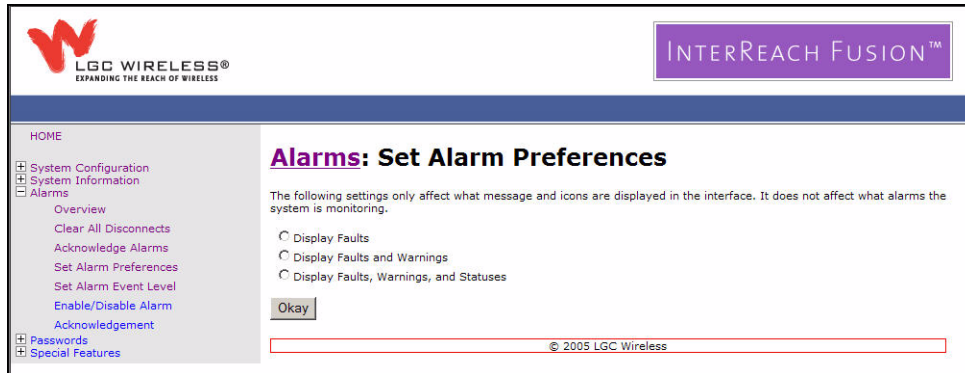 LGC WIRELESS®
EXPANDING THE REACH OF WIRELESS
INTERREACH FUSION™
HOME
System Configuration
System Information
Alarms
Overview
Clear All Disconnects
Acknowledge Alarms
Set Alarm Preferences
Set Alarm Event Level
Enable/Disable Alarm
Acknowledgement
Passwords
Special Features
Alarms: Set Alarm Preferences
The following settings only affect what message and icons are displayed in the interface. It does not affect what alarms the
system is monitoring.
Display Faults
Display Faults and Warnings
Display Faults, Warnings, and Statuses
Okay
© 2005 LGC Wireless